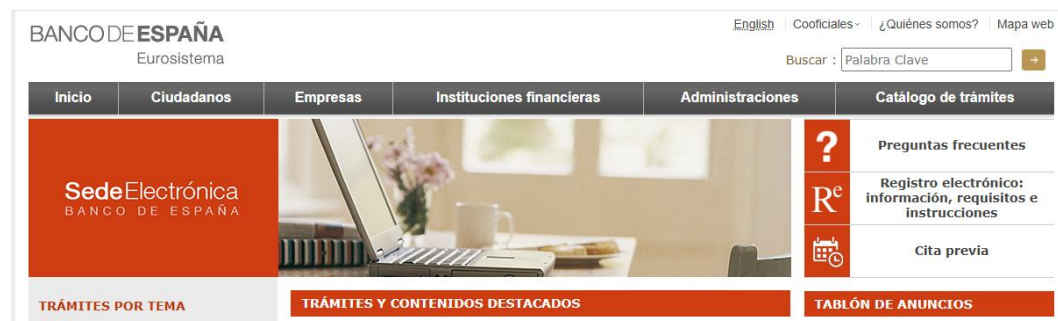 BANCO DE ESPAÑA
Eurosistema
English Cooficiales ¿Quiénes somos? Mapa web
Buscar : Palabra Clave
Inicio Ciudadanos Empresas Instituciones financieras Administraciones Catálogo de trámites
SedeElectrónica
BANCO DE ESPAÑA
? Preguntas frecuentes
Re Registro electrónico:
información, requisitos e
instrucciones
Cita previa
TRÁMITES POR TEMA
TRÁMITES Y CONTENIDOS DESTACADOS
TABLÓN DE ANUNCIOS